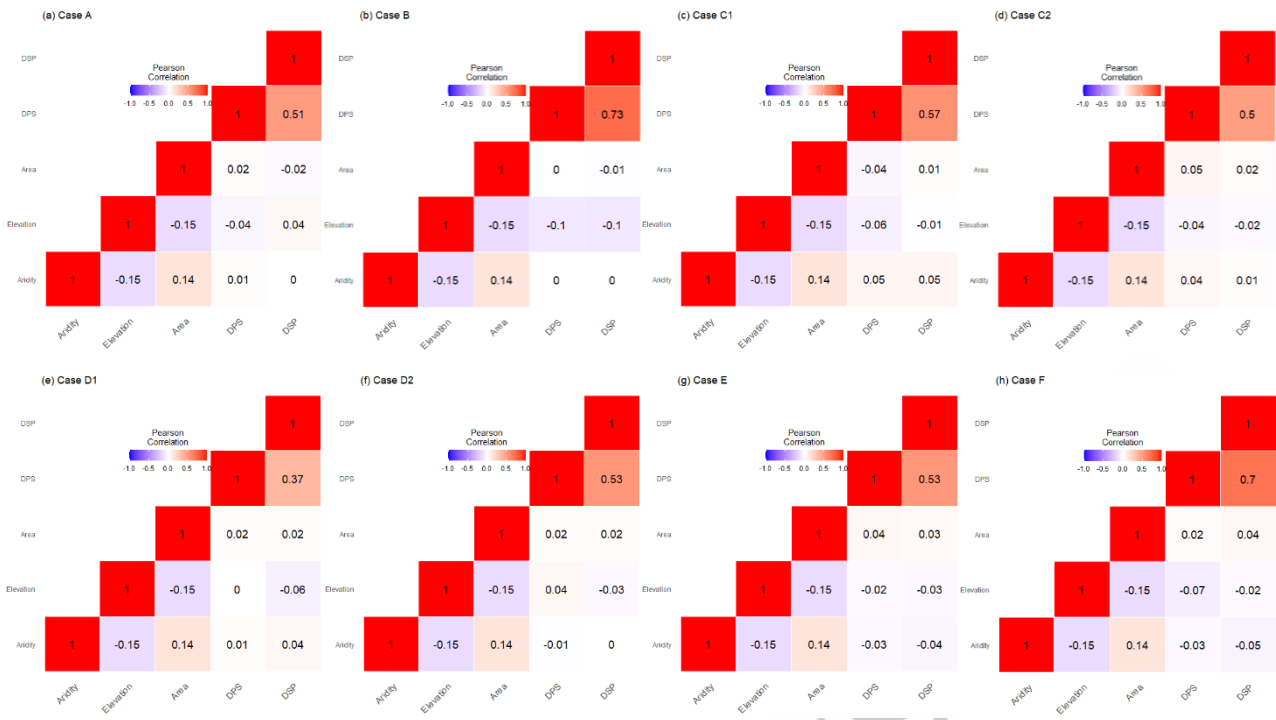 (a) Case A
(b) Case B
(c) Case C1
(d) Case C2
DSP
DPS
Area
Elevation
Aridity
Pearson
Correlation
-1.0 -0.5 0.0 0.5 1.0
1
1 0.51
1 0.02 -0.02
1 -0.15 -0.04 0.04
1 -0.15 0.14 0.01 0
Aridity Elevation Area DPS DSP
DSP
DPS
Area
Elevation
Aridity
Pearson
Correlation
-1.0 -0.5 0.0 0.5 1.0
1
1 0.73
1 0 -0.01
1 -0.15 -0.1 -0.1
1 -0.15 0.14 0 0
Aridity Elevation Area DPS DSP
DSP
DPS
Area
Elevation
Aridity
Pearson
Correlation
-1.0 -0.5 0.0 0.5 1.0
1
1 0.57
1 -0.04 0.01
1 -0.15 -0.06 -0.01
1 -0.15 0.14 0.05 0.05
Aridity Elevation Area DPS DSP
DSP
DPS
Area
Elevation
Aridity
Pearson
Correlation
-1.0 -0.5 0.0 0.5 1.0
1
1 0.5
1 0.05 0.02
1 -0.15 -0.04 -0.02
1 -0.15 0.14 0.04 0.01
Aridity Elevation Area DPS DSP
(e) Case D1
(f) Case D2
(g) Case E
(h) Case F
DSP
DPS
Area
Elevation
Aridity
Pearson
Correlation
-1.0 -0.5 0.0 0.5 1.0
1
1 0.37
1 0.02 0.02
1 -0.15 0 -0.06
1 -0.15 0.14 0.01 0.04
Aridity Elevation Area DPS DSP
DSP
DPS
Area
Elevation
Aridity
Pearson
Correlation
-1.0 -0.5 0.0 0.5 1.0
1
1 0.53
1 0.02 0.02
1 -0.15 0.04 -0.03
1 -0.15 0.14 -0.01 0
Aridity Elevation Area DPS DSP
DSP
DPS
Area
Elevation
Aridity
Pearson
Correlation
-1.0 -0.5 0.0 0.5 1.0
1
1 0.53
1 0.04 0.03
1 -0.15 -0.02 -0.03
1 -0.15 0.14 -0.03 -0.04
Aridity Elevation Area DPS DSP
DSP
DPS
Area
Elevation
Aridity
Pearson
Correlation
-1.0 -0.5 0.0 0.5 1.0
1
1 0.7
1 0.02 0.04
1 -0.15 -0.07 -0.02
1 -0.15 0.14 -0.03 -0.05
Aridity Elevation Area DPS DSP